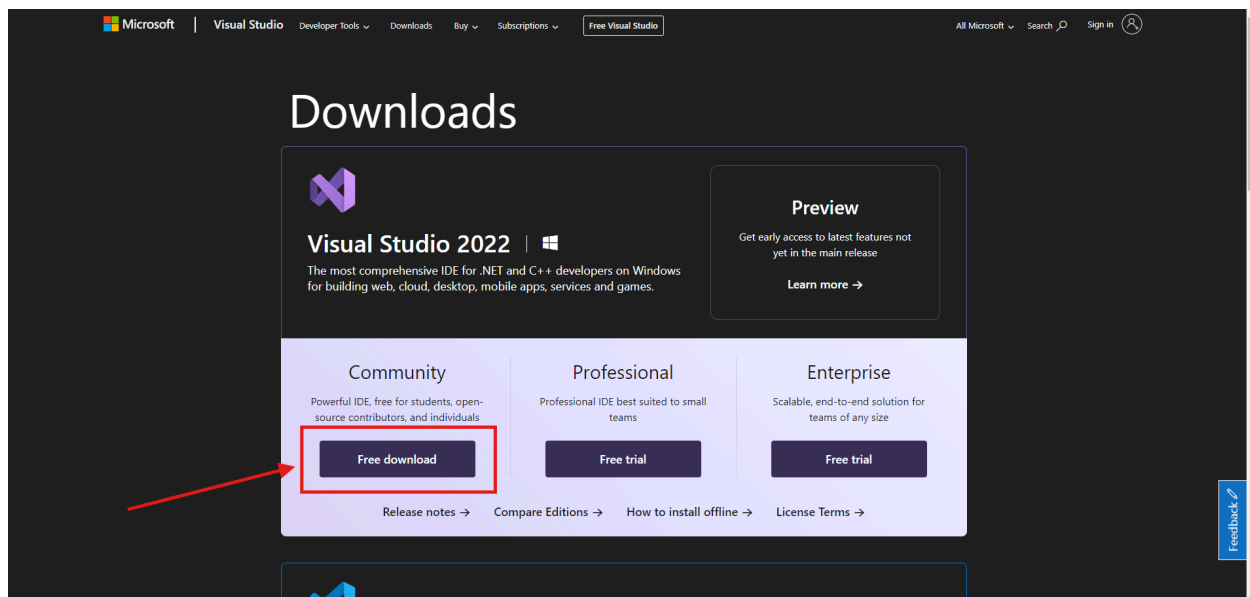 Microsoft Visual Studio Developer Tools Downloads Buy Subscriptions Free Visual Studio All Microsoft Search Sign in
Downloads
Visual Studio 2022
The most comprehensive IDE for .NET and C++ developers on Windows
for building web, cloud, desktop, mobile apps, services and games.
Preview
Get early access to latest features not
yet in the main release
Learn more →
Community
Powerful IDE, free for students, open-
source contributors, and individuals
Free download
Professional
Professional IDE best suited to small
teams
Free trial
Enterprise
Scalable, end-to-end solution for
teams of any size
Free trial
Release notes → Compare Editions → How to install offline → License Terms →
Feedback